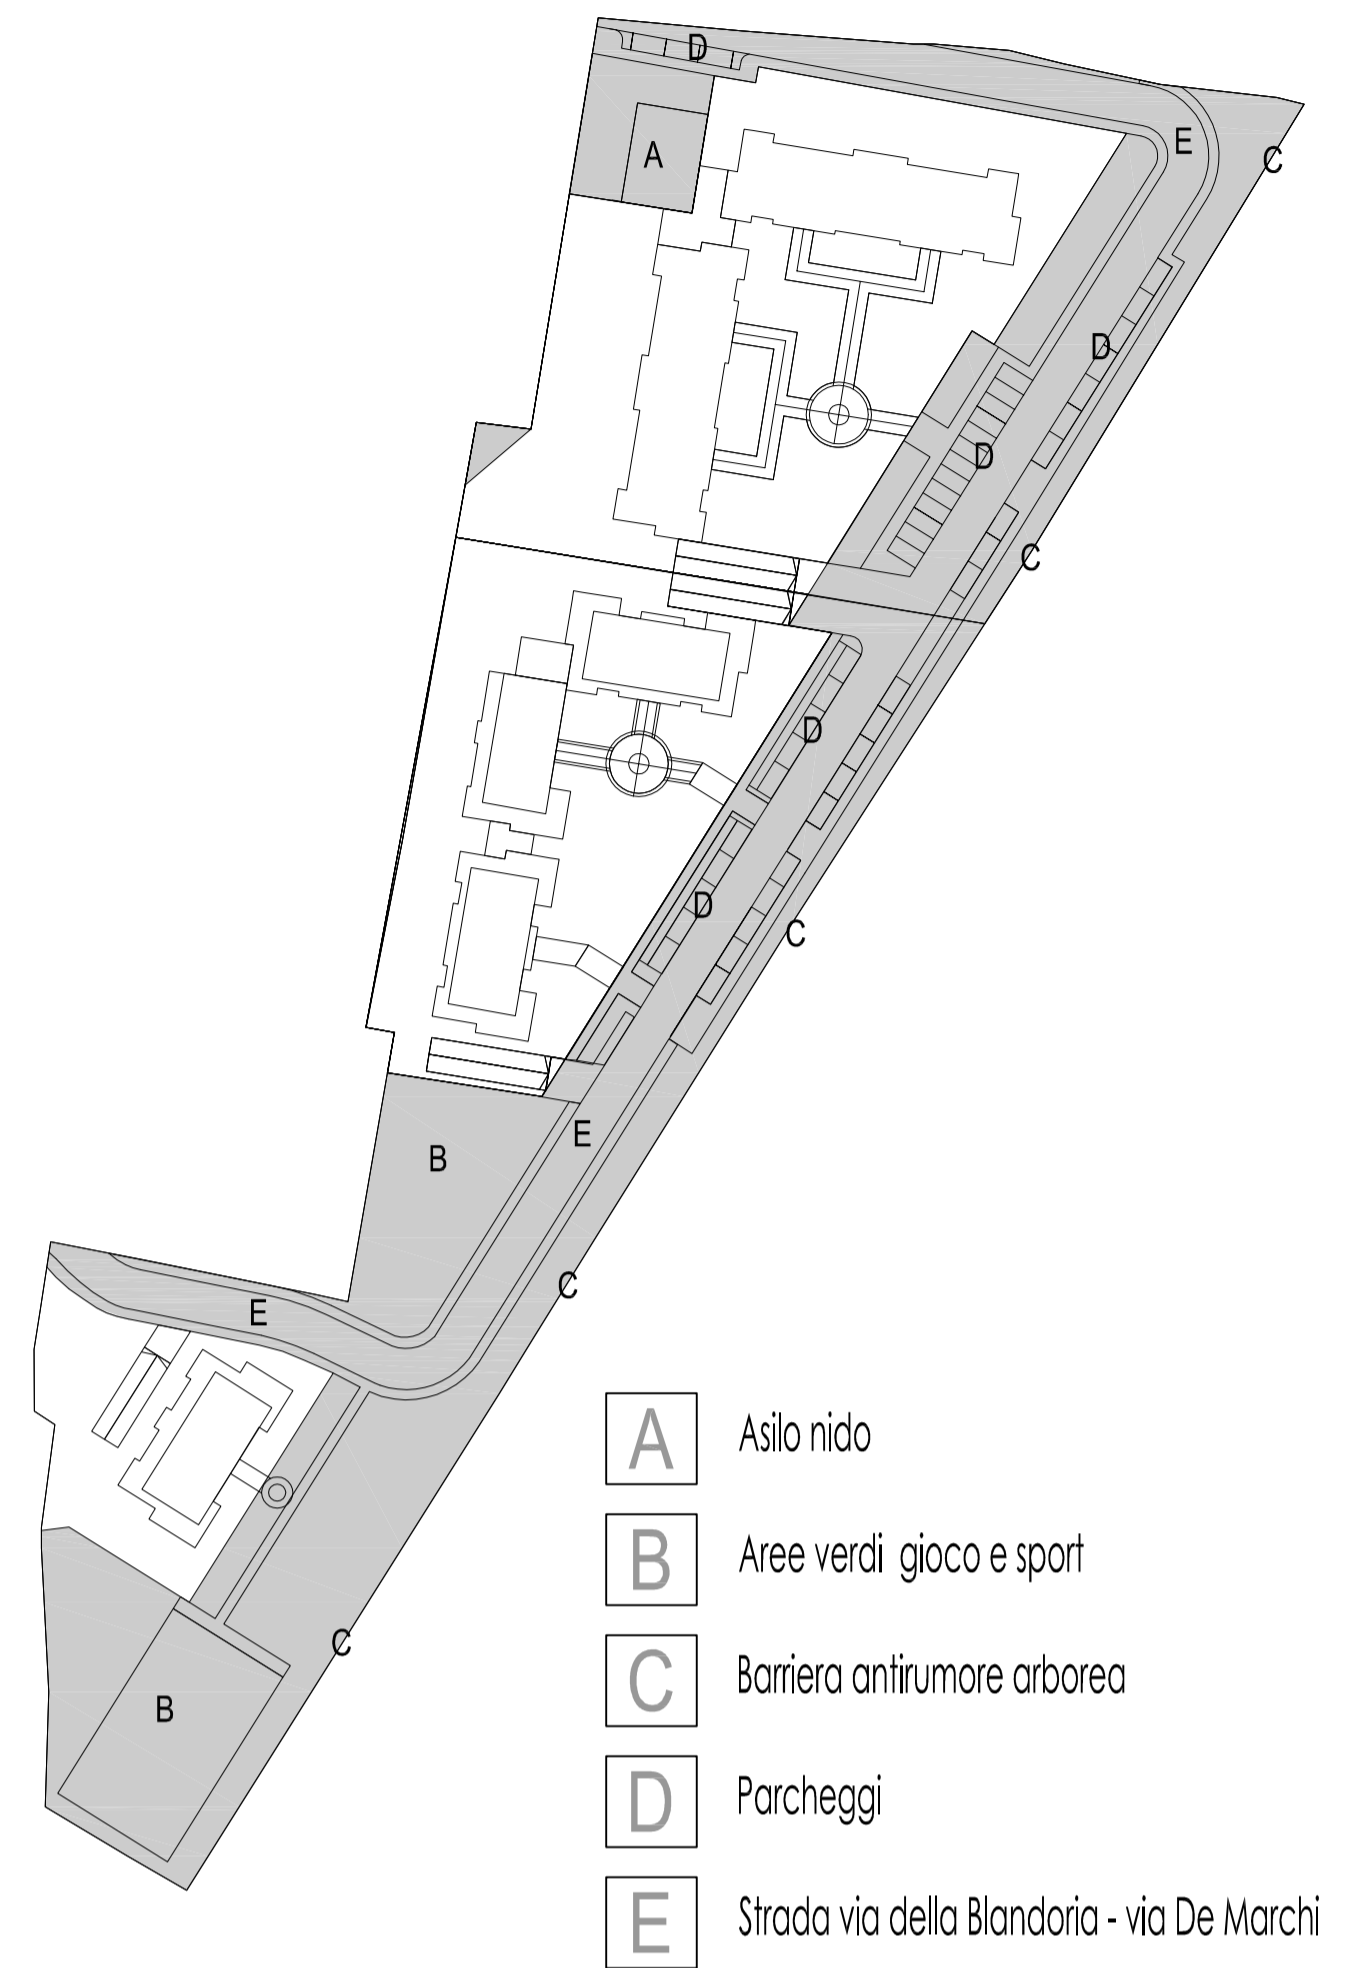 D
E
C
A
D
D
C
D
D
C
E
B
C
E
C
B
A Asilo nido
B Aree verdi gioco e sport
C Barriera antirumore arborea
D Parcheggi
E Strada via della Blandoria - via De Marchi